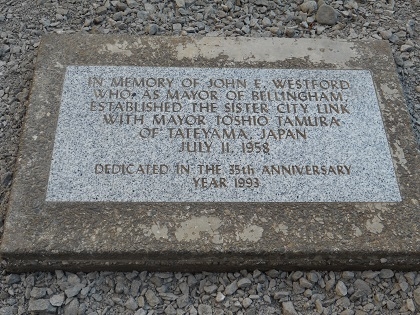 IN MEMORY OF JOHN E. WESTFORD
WHO AS MAYOR OF BELLINGHAM,
ESTABLISHED THE SISTER CITY LINK
WITH MAYOR TOSHIO TAMURA
OF TATEYAMA, JAPAN
JULY 11, 1958
DEDICATED IN THE 35th ANNIVERSARY
YEAR 1993